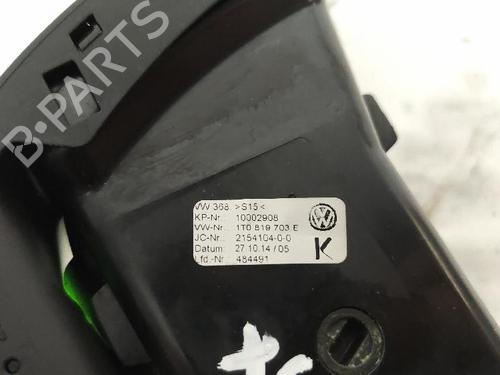 B-PARTS
VW 368 >S15<
KP-Nr.: 10002908
VW-Nr.: 1T0 819 703 E
JC-Nr.: 2154104-0-0
Datum: 27.10.14 / 05
Lfd.-Nr. 484491
K